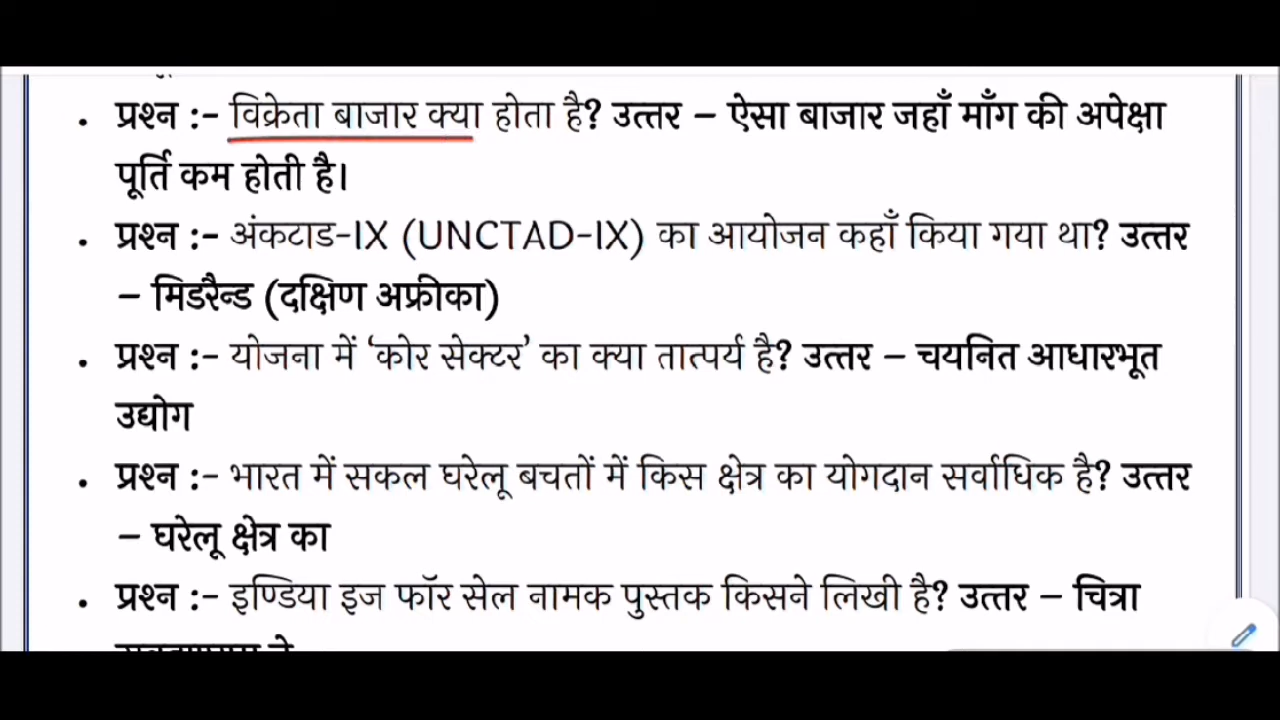 प्रश्न :- विक्रेता बाजार क्या होता है? उत्तर – ऐसा बाजार जहाँ माँग की अपेक्षा
पूर्ति कम होती है।
प्रश्न :- अंकटाड-IX (UNCTAD-IX) का आयोजन कहाँ किया गया था? उत्तर
– मिडरैन्ड (दक्षिण अफ्रीका)
प्रश्न :- योजना में ‘कोर सेक्टर’ का क्या तात्पर्य है? उत्तर – चयनित आधारभूत
उद्योग
प्रश्न :- भारत में सकल घरेलू बचतों में किस क्षेत्र का योगदान सर्वाधिक है? उत्तर
– घरेलू क्षेत्र का
प्रश्न :- इण्डिया इज फॉर सेल नामक पुस्तक किसने लिखी है? उत्तर – चित्रा